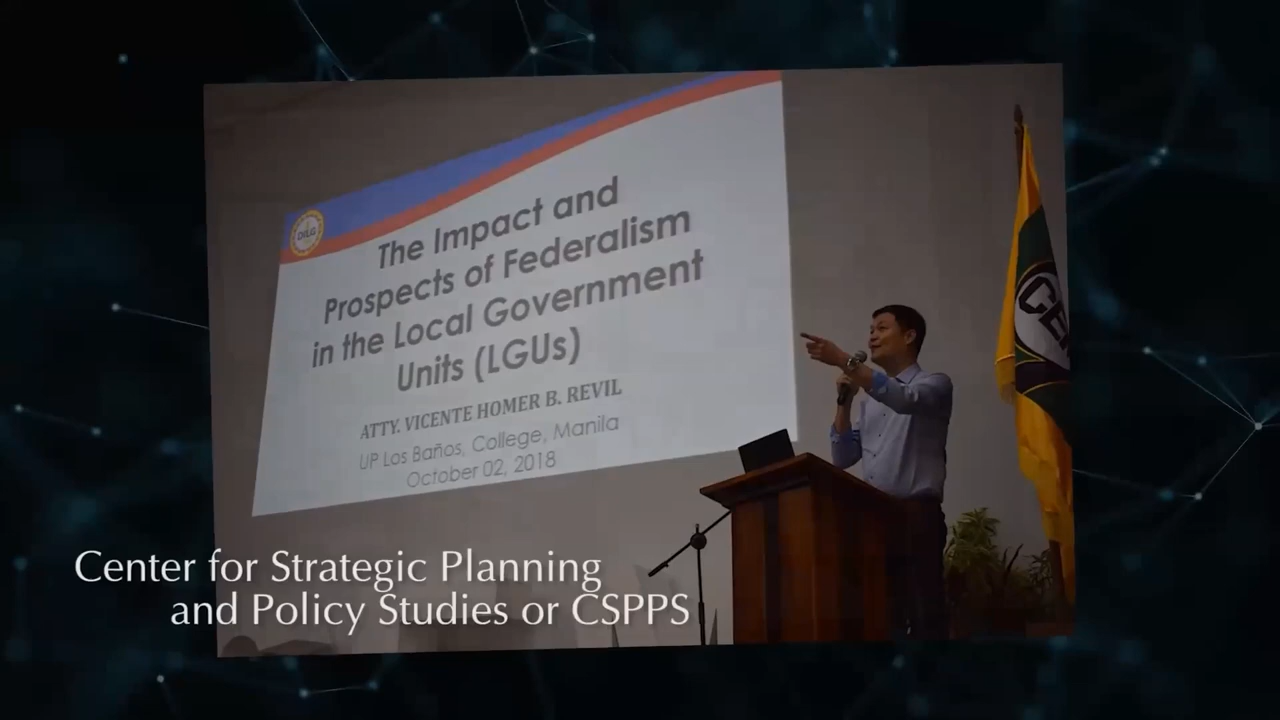 DILG
The Impact and
Prospects of Federalism
in the Local Government
Units (LGUs)
ATTY. VICENTE HOMER B. REVIL
UP Los Baños, College, Manila
October 02, 2018
Center for Strategic Planning
and Policy Studies or CSPPS